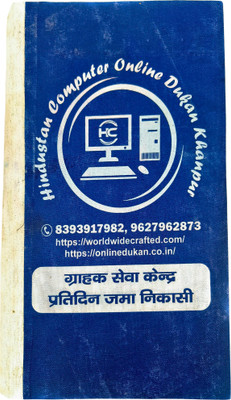 Hindustan Computer Online Dukan Khanpur
HC
8393917982, 9627962873
https://worldwidecrafted.com/
https://onlinedukan.co.in/
ग्राहक सेवा केन्द्र
प्रतिदिन जमा निकासी